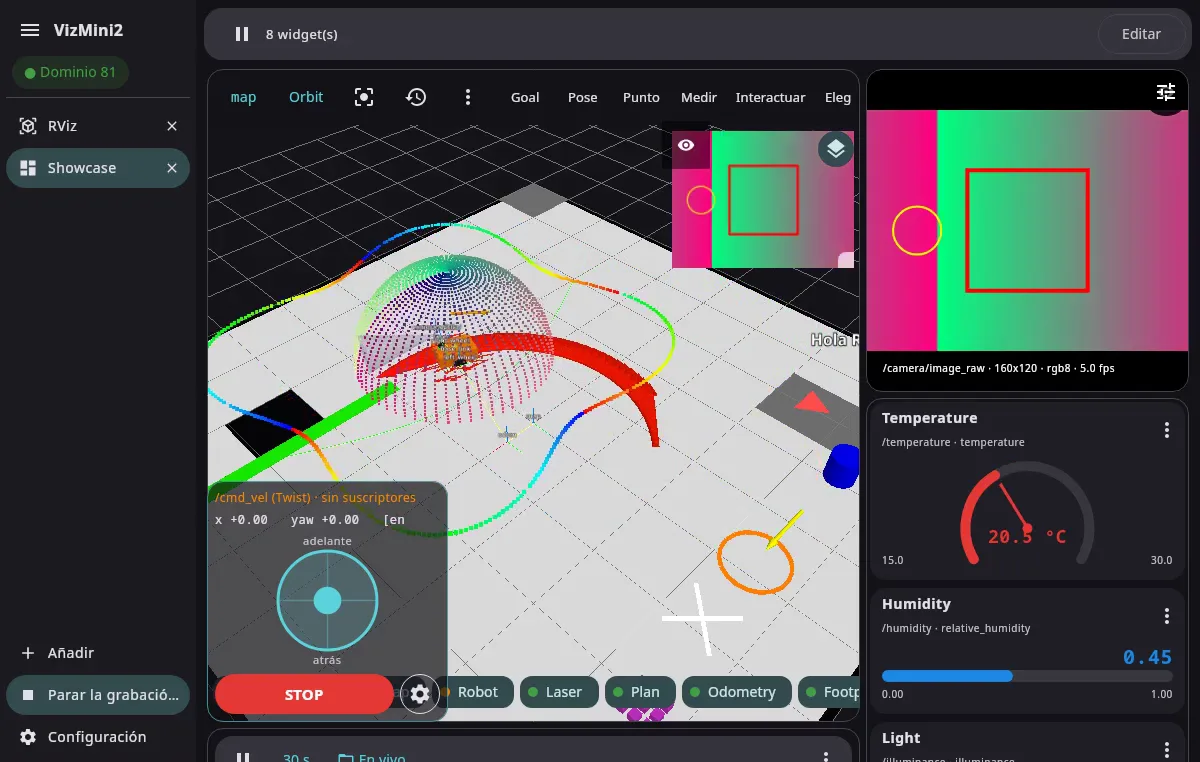 VizMini2
Dominio 81
RViz
Showcase
Añadir
Parar la grabació...
Configuración
8 widget(s)
Editar
map
Orbit
Goal
Pose
Punto
Medir
Interactuar
Eleg
Hola R
/cmd_vel (Twist) · sin suscriptores
x +0.00 yaw +0.00 [en
adelante
atrás
STOP
Robot
Laser
Plan
Odometry
Footp
30 s
En vivo
/camera/image_raw · 160x120 · rgb8 · 5.0 fps
Temperature
/temperature · temperature
20.5 °C
15.0
30.0
Humidity
/humidity · relative_humidity
0.45
0.00
1.00
Light
/illuminance · illuminance